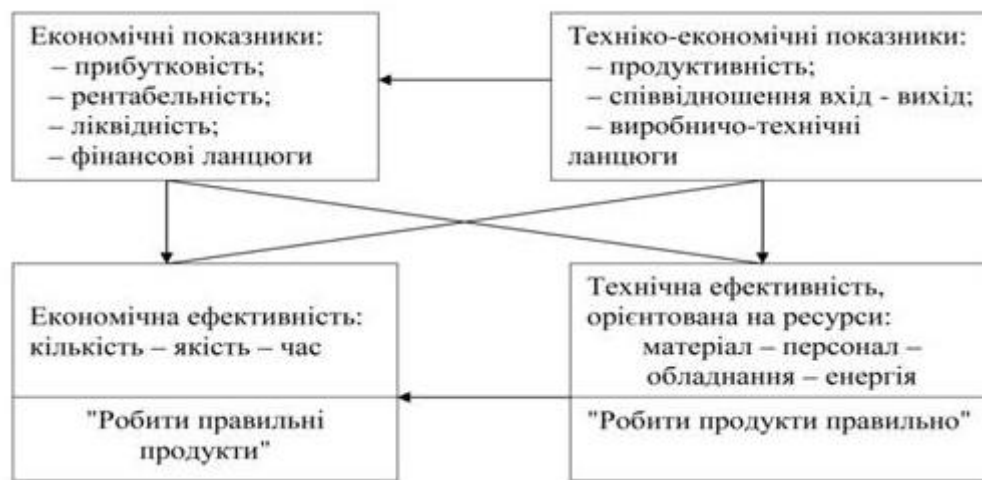 Економічні показники:
– прибутковість;
– рентабельність;
– ліквідність;
– фінансові ланцюги
Техніко-економічні показники:
– продуктивність;
– співвідношення вхід - вихід;
– виробничо-технічні
ланцюги
Економічна ефективність:
кількість – якість – час
"Робити правильні
продукти"
Технічна ефективність,
орієнтована на ресурси:
матеріал – персонал –
обладнання – енергія
"Робити продукти правильно"